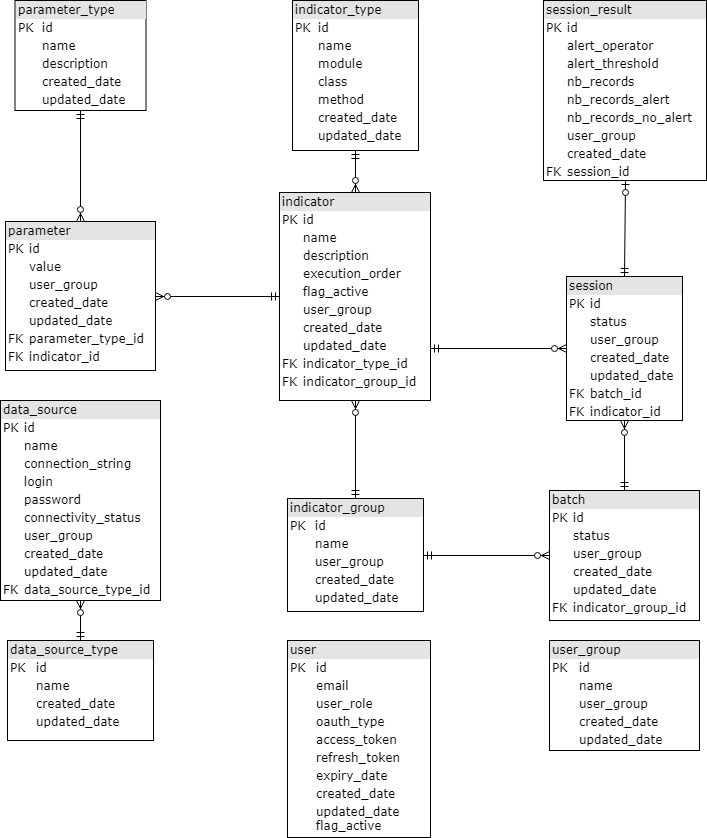 parameter_type
PK id
name
description
created_date
updated_date
indicator_type
PK id
name
module
class
method
created_date
updated_date
session_result
PK id
alert_operator
alert_threshold
nb_records
nb_records_alert
nb_records_no_alert
user_group
created_date
FK session_id
parameter
PK id
value
user_group
created_date
updated_date
FK parameter_type_id
FK indicator_id
indicator
PK id
name
description
execution_order
flag_active
user_group
created_date
updated_date
FK indicator_type_id
FK indicator_group_id
session
PK id
status
user_group
created_date
updated_date
FK batch_id
FK indicator_id
data_source
PK id
name
connection_string
login
password
connectivity_status
user_group
created_date
updated_date
FK data_source_type_id
indicator_group
PK id
name
user_group
created_date
updated_date
batch
PK id
status
user_group
created_date
updated_date
FK indicator_group_id
data_source_type
PK id
name
created_date
updated_date
user
PK id
email
user_role
oauth_type
access_token
refresh_token
expiry_date
created_date
updated_date
flag_active
user_group
PK id
name
user_group
created_date
updated_date